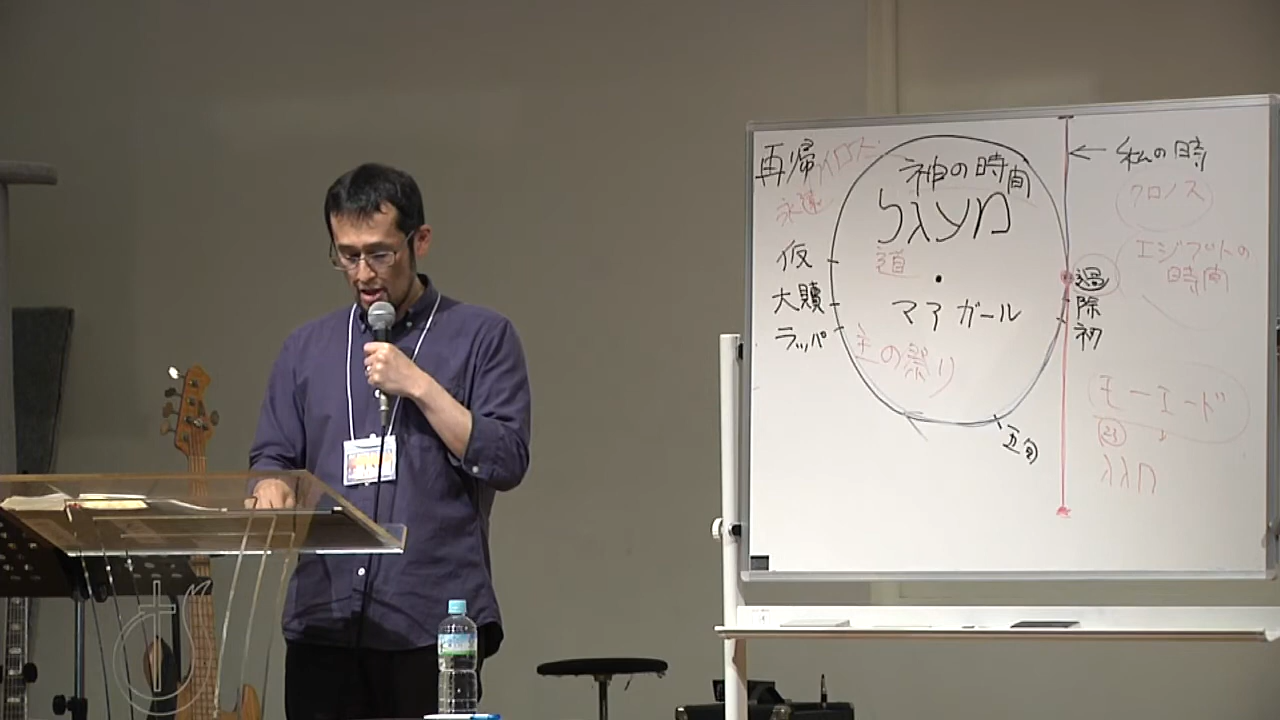 再帰
永遠
仮
大贖
ラッパ
神の時間
道
マアガール
主の祭り
五旬
←私の時
クロノス
エジプトの
時間
過
除
初
モーエード